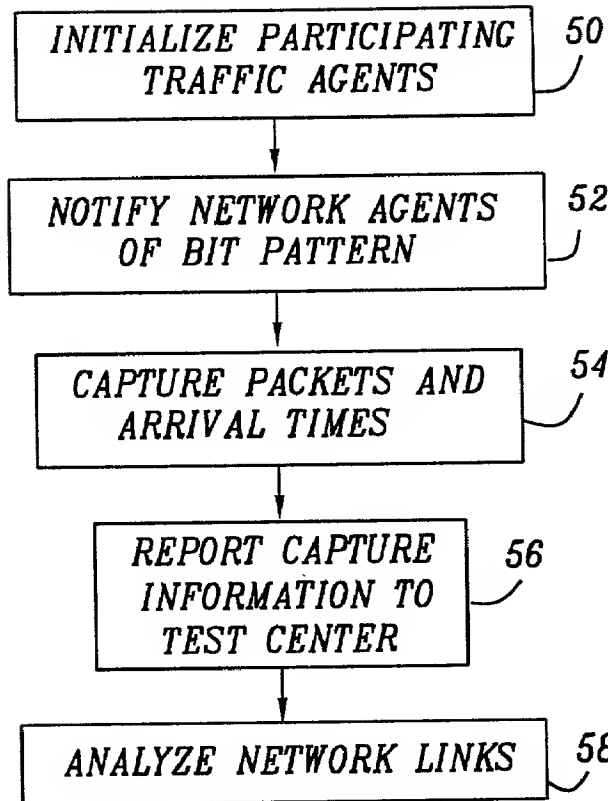 INITIALIZE PARTICIPATING
TRAFFIC AGENTS
50
NOTIFY NETWORK AGENTS
OF BIT PATTERN
52
CAPTURE PACKETS AND
ARRIVAL TIMES
54
REPORT CAPTURE
INFORMATION TO
TEST CENTER
56
ANALYZE NETWORK LINKS
58